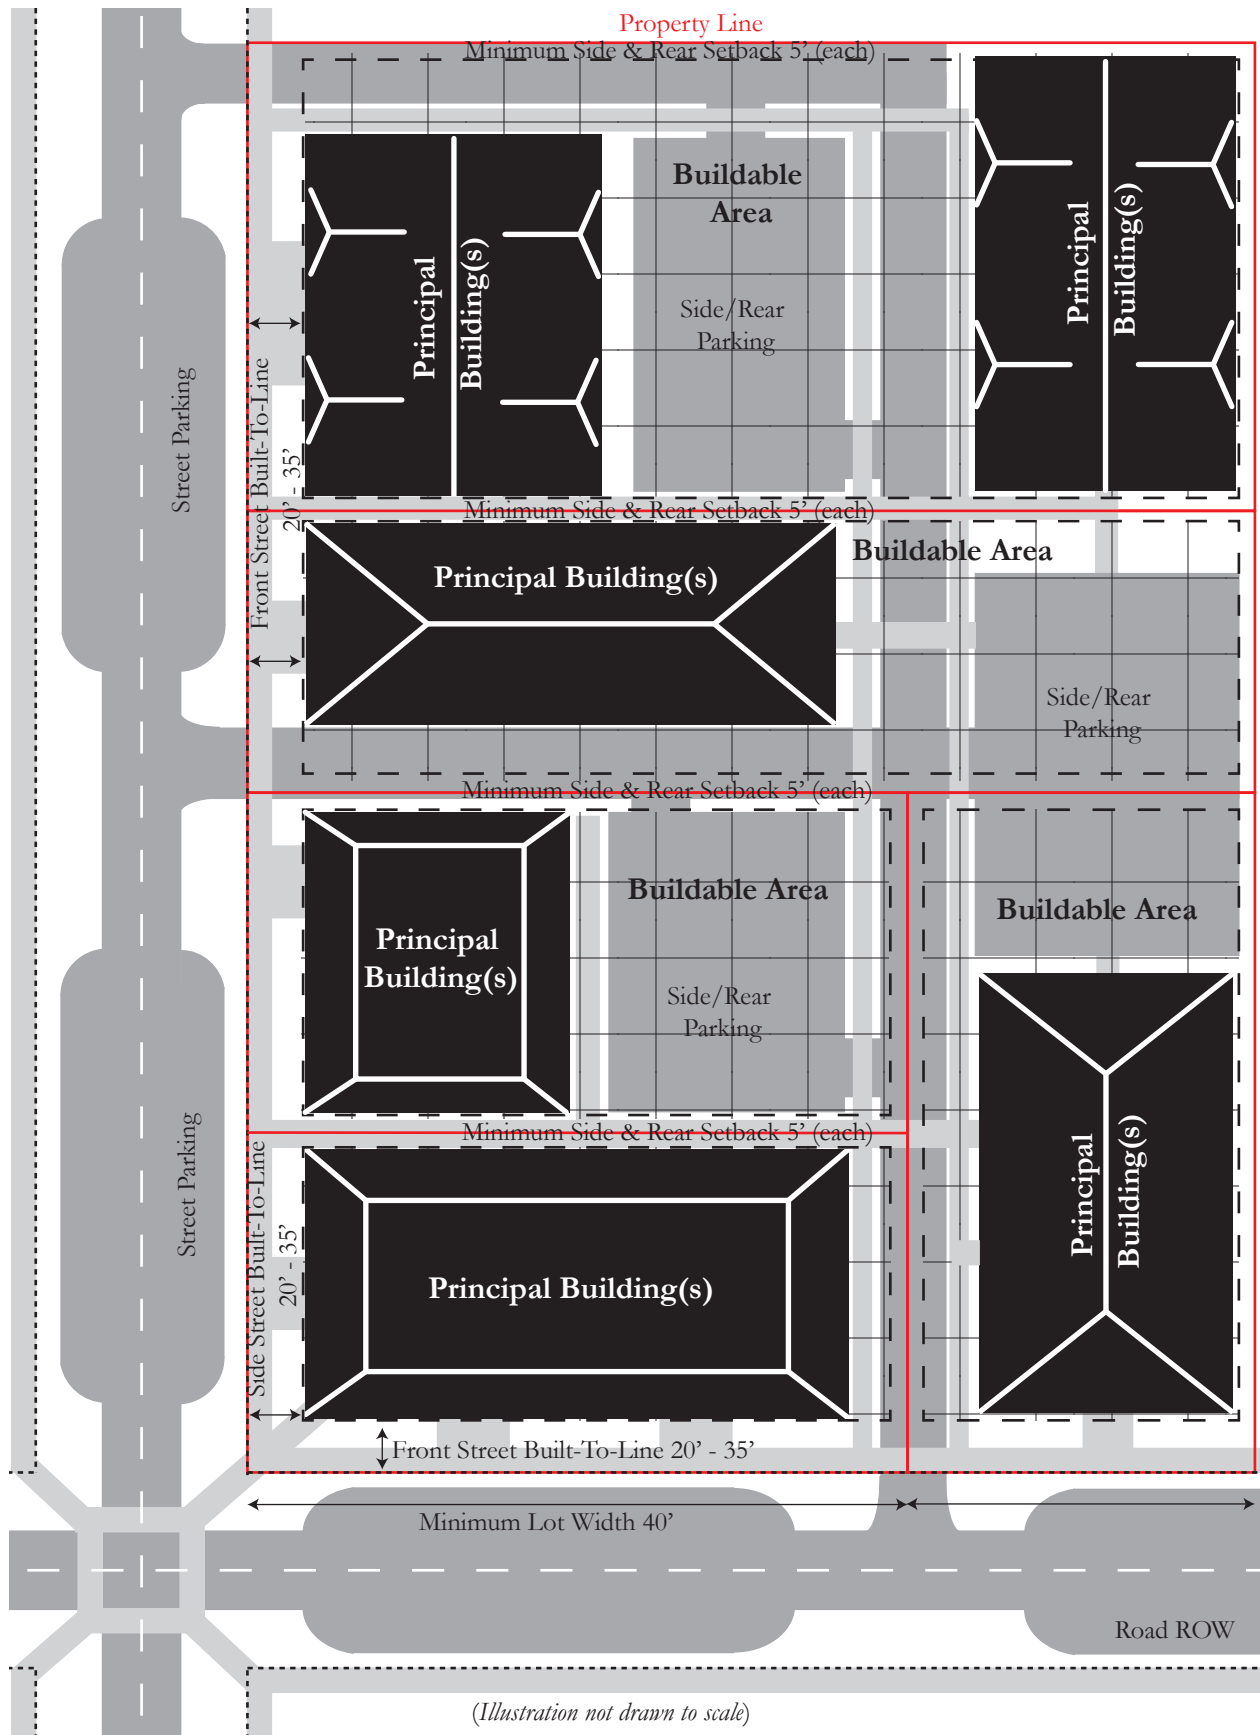 Property Line
Minimum Side & Rear Setback 5' (each)
Buildable
Area
Principal
Building(s)
Principal
Building(s)
Side/Rear
Parking
Street Parking
Front Street Built-To-Line
20' - 35'
Minimum Side & Rear Setback 5' (each)
Buildable Area
Principal Building(s)
Side/Rear
Parking
Minimum Side & Rear Setback 5' (each)
Buildable Area
Buildable Area
Principal
Building(s)
Side/Rear
Parking
Street Parking
Minimum Side & Rear Setback 5' (each)
Side Street Built-To-Line
20' - 35'
Principal
Building(s)
Principal Building(s)
Front Street Built-To-Line 20' - 35'
Minimum Lot Width 40'
Road ROW
(Illustration not drawn to scale)